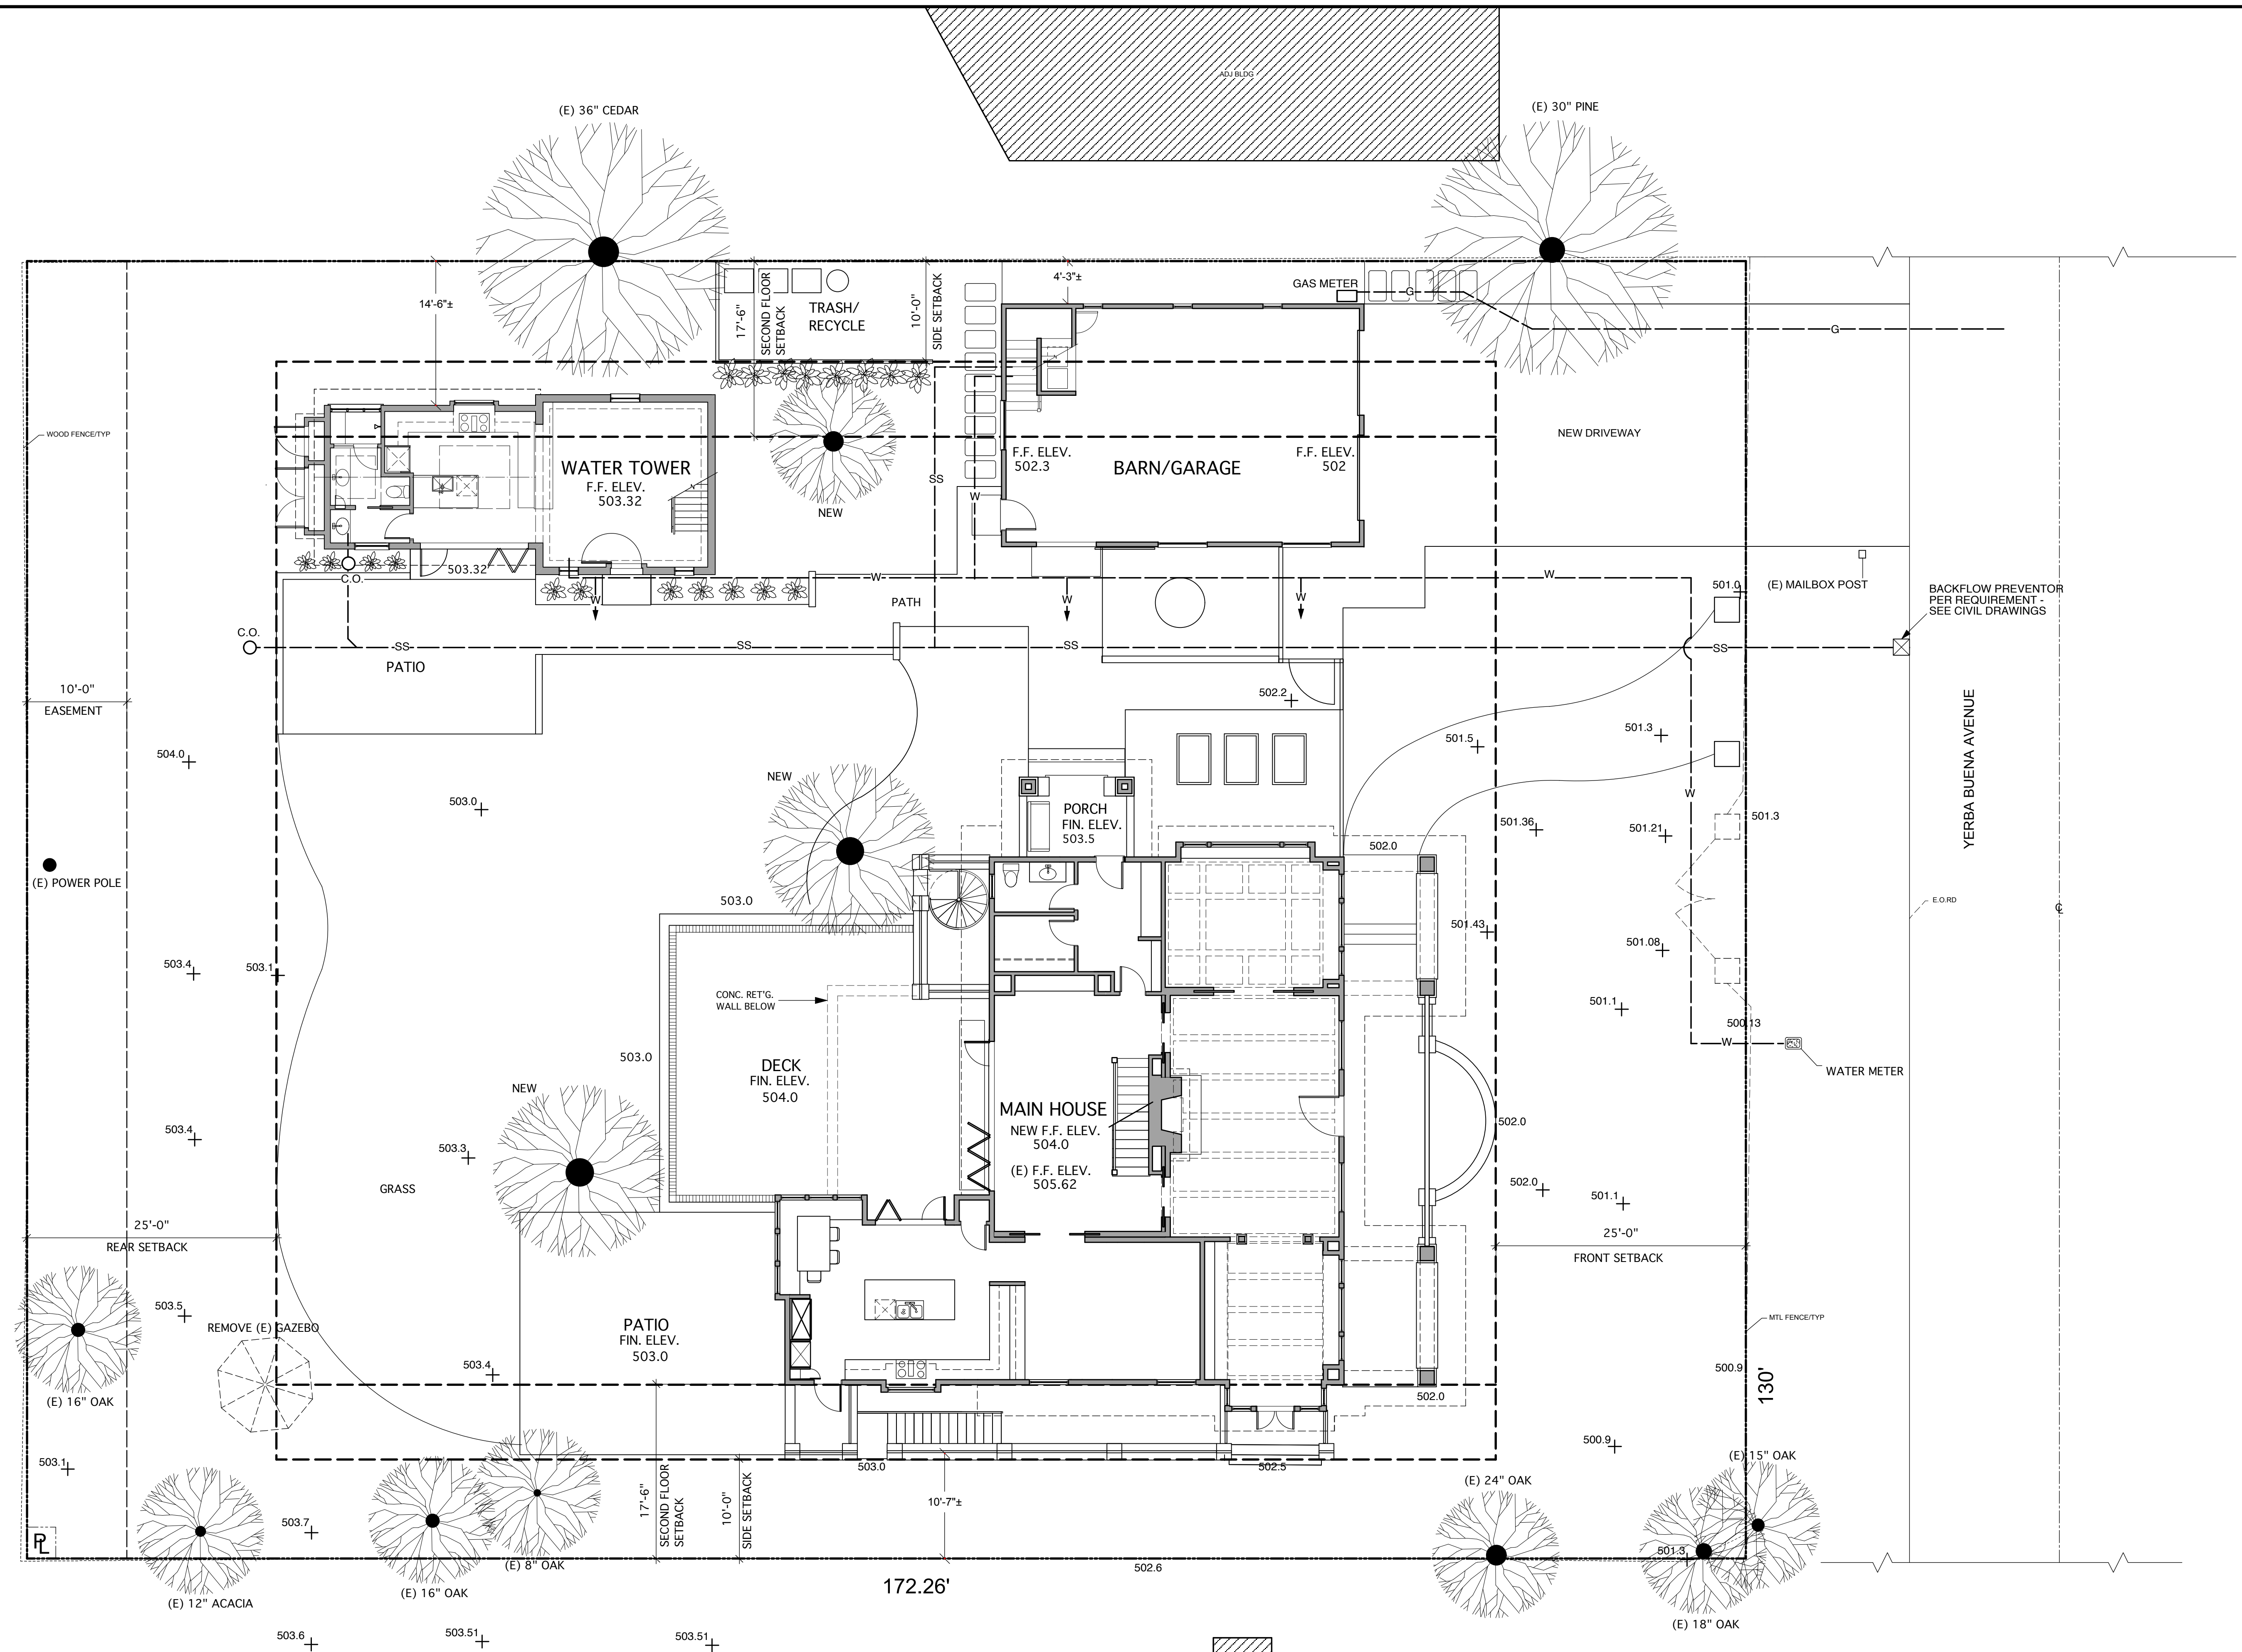 ADJ BLDG
(E) 36" CEDAR
(E) 30" PINE
14'-6"±
17'-6"
SECOND FLOOR
SETBACK
TRASH/
RECYCLE
10'-0"
SIDE SETBACK
4'-3"±
GAS METER
G
G
WOOD FENCE/TYP
WATER TOWER
F.F. ELEV.
503.32
NEW
SS
W
F.F. ELEV.
502.3
BARN/GARAGE
F.F. ELEV.
502
NEW DRIVEWAY
C.O.
503.32
W
W
PATH
W
W
W
501.0
(E) MAILBOX POST
BACKFLOW PREVENTOR
PER REQUIREMENT -
SEE CIVIL DRAWINGS
C.O.
SS
SS
SS
SS
PATIO
10'-0"
EASEMENT
502.2
YERBA BUENA AVENUE
504.0
501.5
501.3
NEW
503.0
W
PORCH
FIN. ELEV.
503.5
501.36
501.21
501.3
502.0
(E) POWER POLE
503.0
E.O.RD
CL
501.43
501.08
503.4
503.1
CONC. RET'G.
WALL BELOW
501.1
500.13
W
WATER METER
503.0
DECK
FIN. ELEV.
504.0
NEW
MAIN HOUSE
NEW F.F. ELEV.
504.0
(E) F.F. ELEV.
505.62
502.0
503.4
503.3
GRASS
502.0
501.1
25'-0"
REAR SETBACK
25'-0"
FRONT SETBACK
503.5
REMOVE (E) GAZEBO
PATIO
FIN. ELEV.
503.0
MTL FENCE/TYP
503.4
500.9
130'
(E) 16" OAK
502.0
503.1
500.9
(E) 15" OAK
503.0
502.5
(E) 24" OAK
17'-6"
SECOND FLOOR
SETBACK
10'-0"
SIDE SETBACK
10'-7"±
503.7
PL
501.3
(E) 8" OAK
502.6
172.26'
(E) 16" OAK
(E) 12" ACACIA
(E) 18" OAK
503.6
503.51
503.51